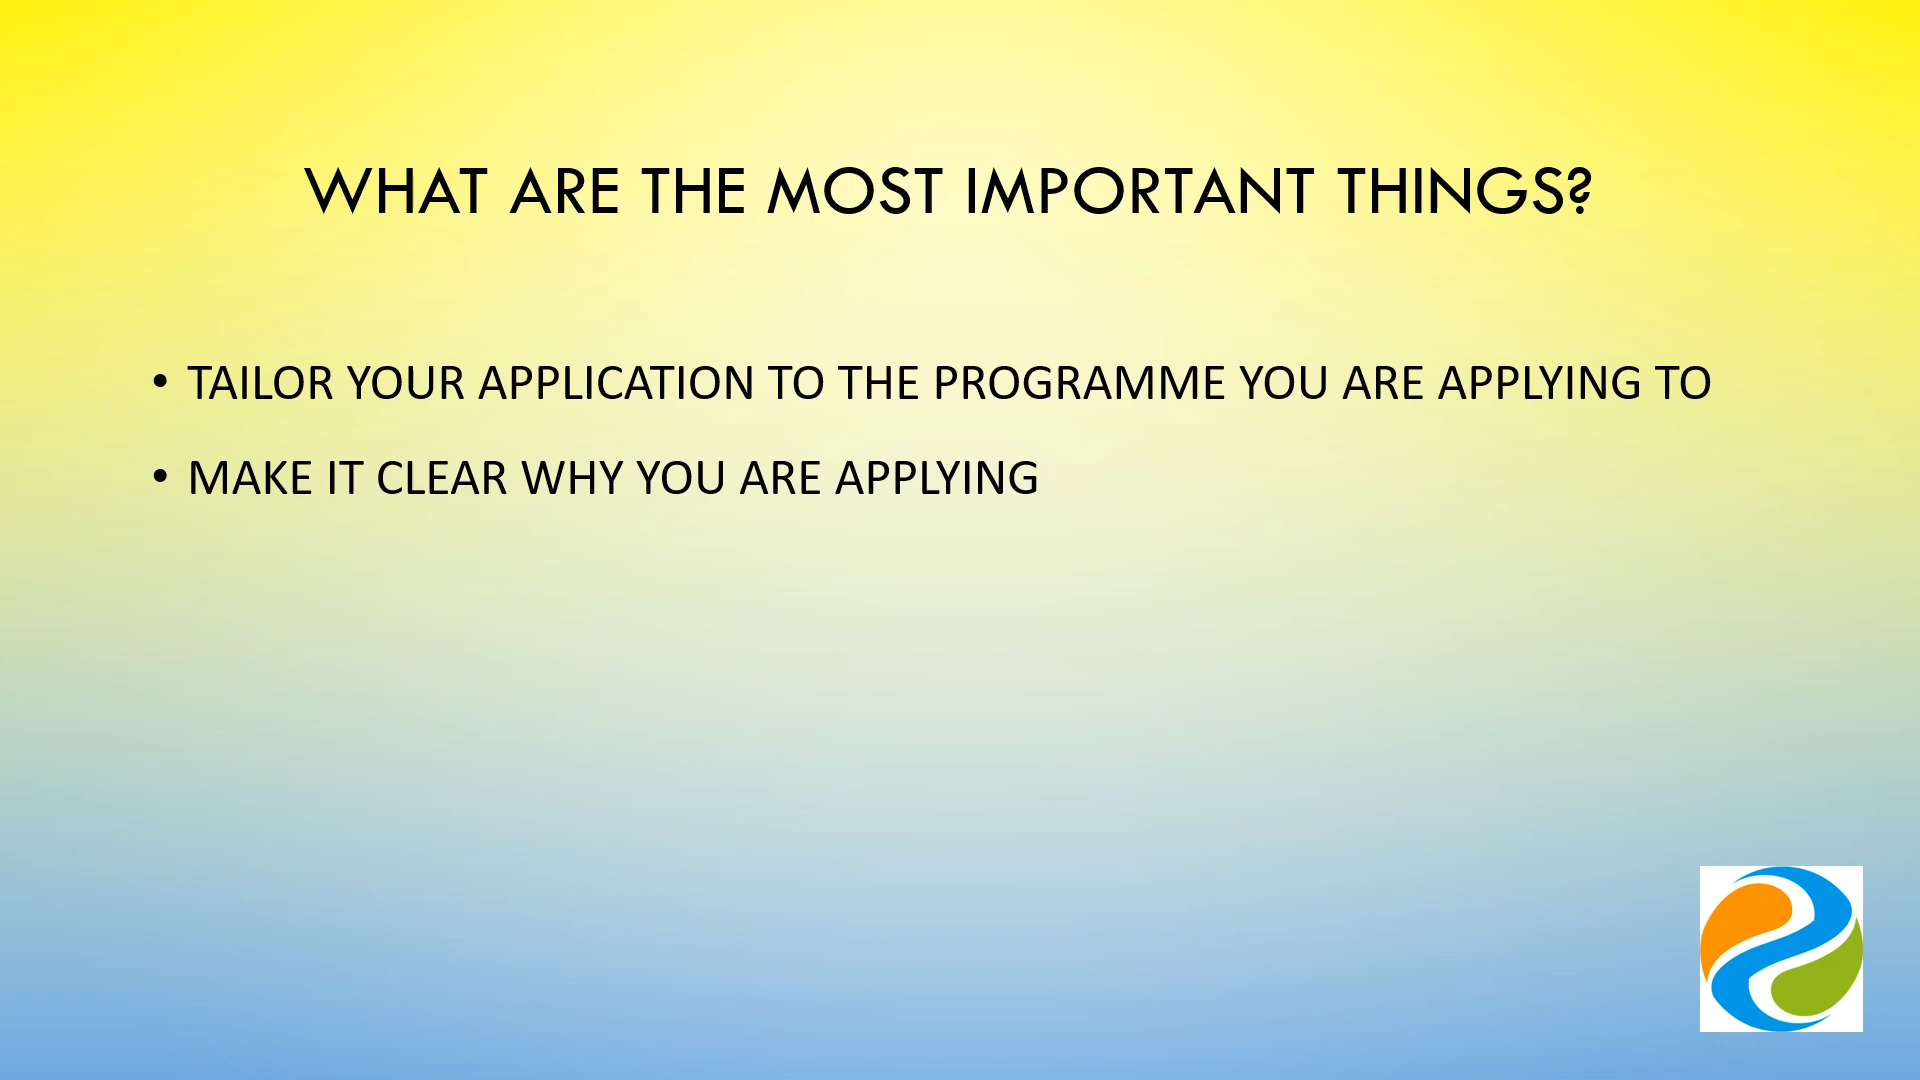 WHAT ARE THE MOST IMPORTANT THINGS?
• TAILOR YOUR APPLICATION TO THE PROGRAMME YOU ARE APPLYING TO
• MAKE IT CLEAR WHY YOU ARE APPLYING